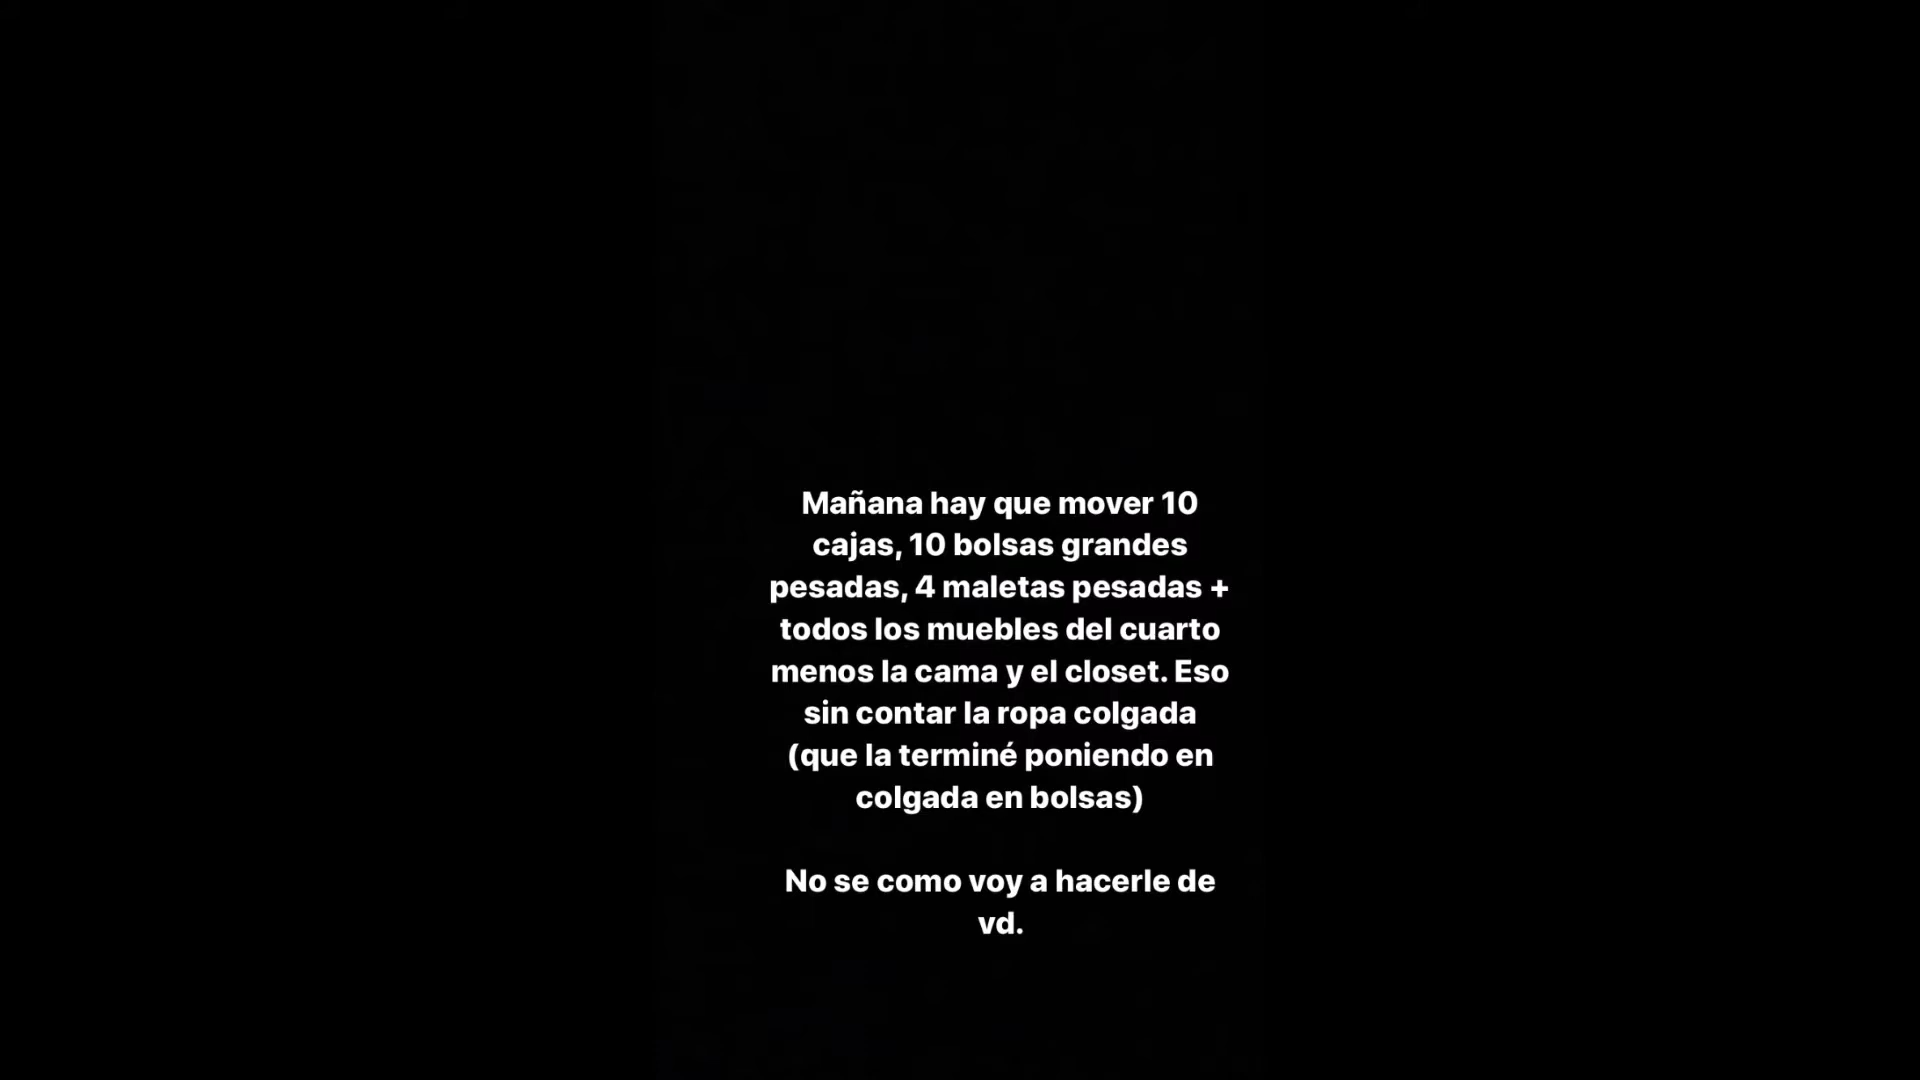 Mañana hay que mover 10
cajas, 10 bolsas grandes
pesadas, 4 maletas pesadas +
todos los muebles del cuarto
menos la cama y el closet. Eso
sin contar la ropa colgada
(que la terminé poniendo en
colgada en bolsas)
No se como voy a hacerle de
vd.